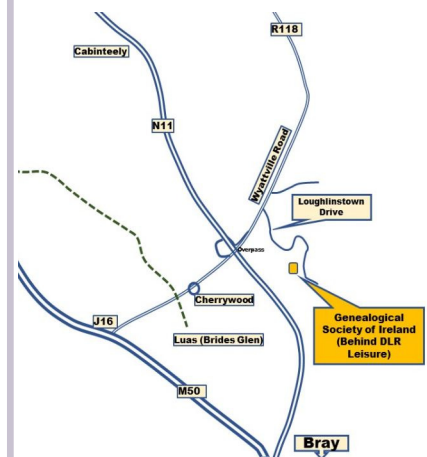 R118
Cabinteely
N11
Wyattville Road
Loughlinstown
Drive
Overpass
Cherrywood
Genealogical
Society of Ireland
(Behind DLR
Leisure)
J16
Luas (Brides Glen)
M50
Bray